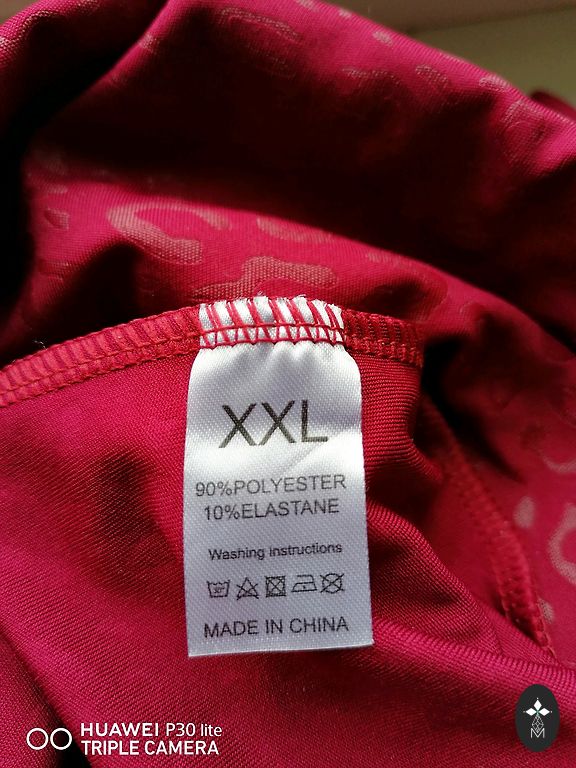 XXL
90%POLYESTER
10%ELASTANE
Washing instructions
MADE IN CHINA
HUAWEI P30 lite
TRIPLE CAMERA
M